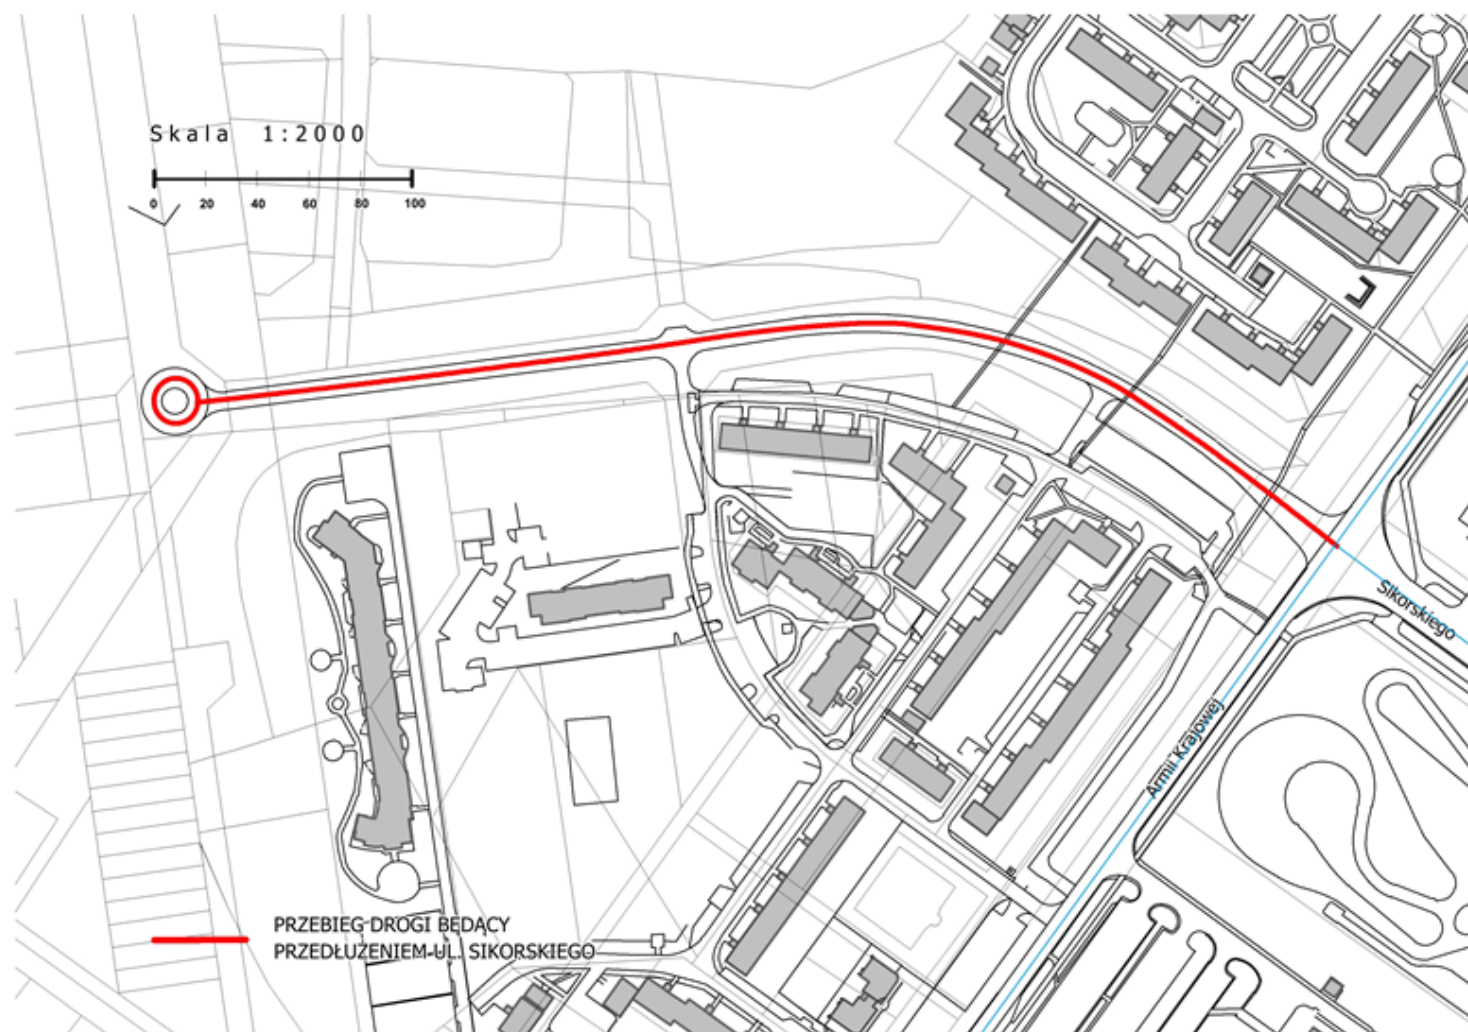 Skala 1:2000
0 20 40 60 80 100
Sikorskiego
Armii Krajowej
PRZEBIEG DROGI BĘDĄCY
PRZEDŁUŻENIEM UL. SIKORSKIEGO